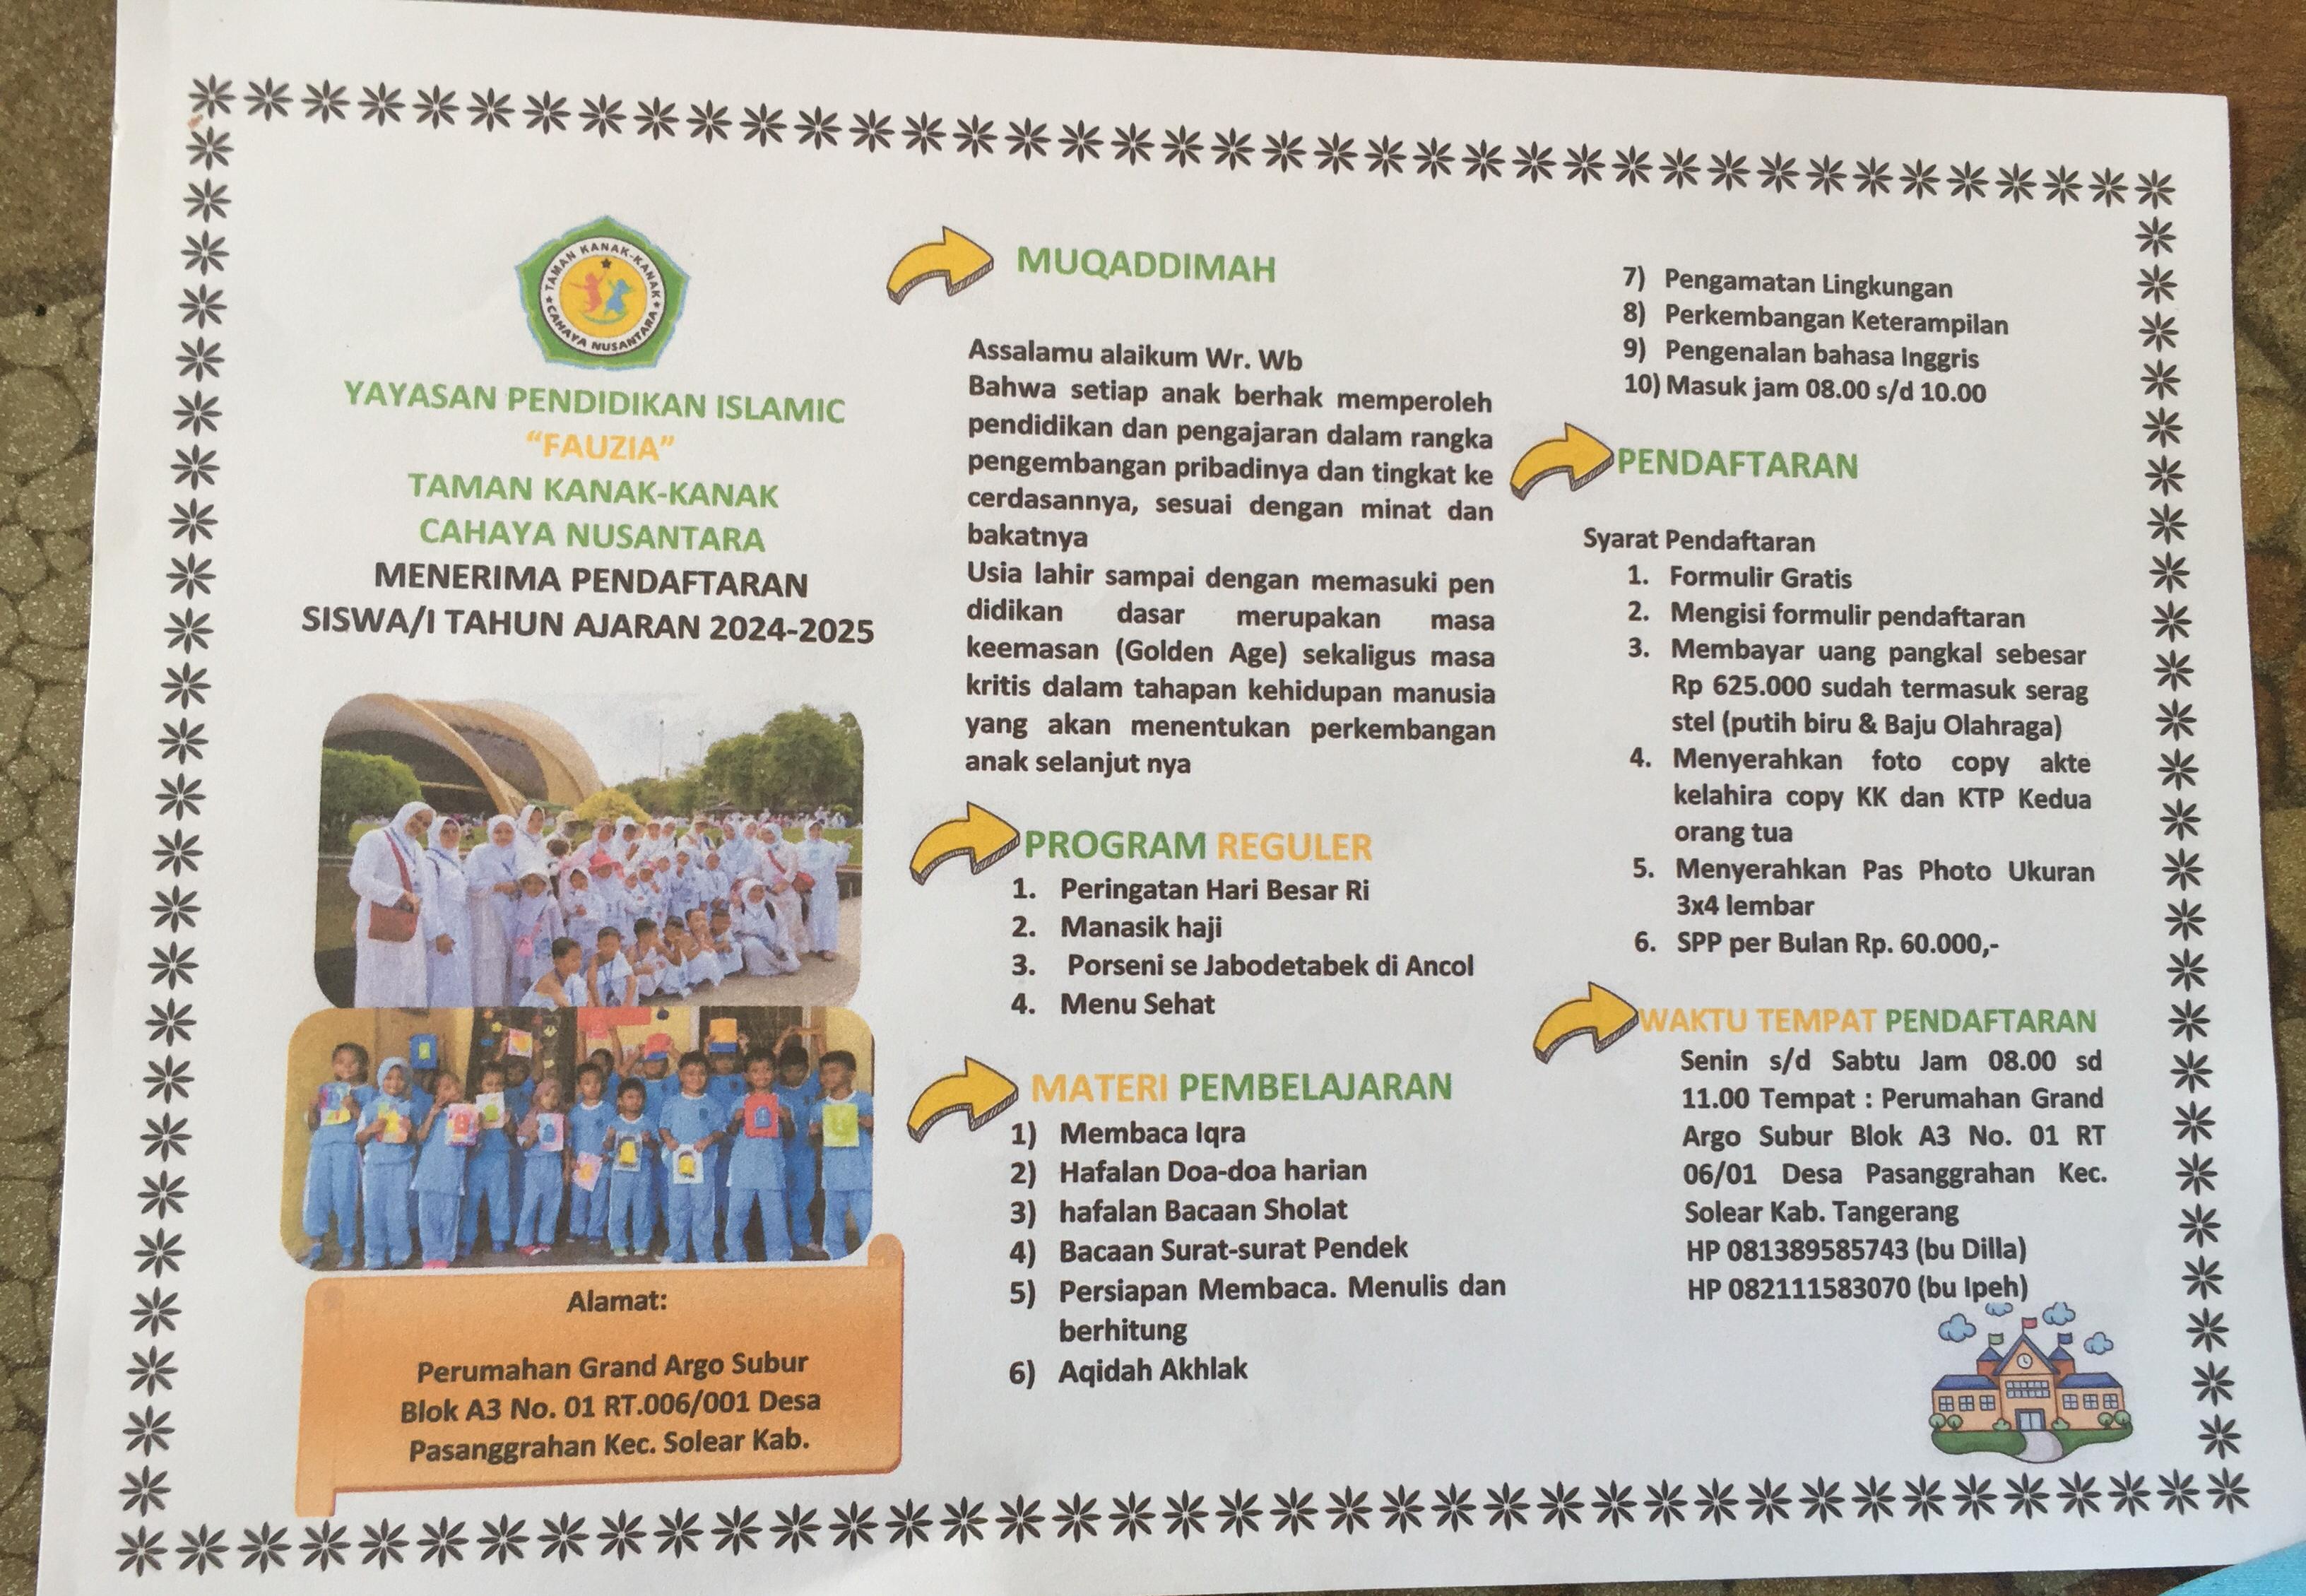 TAMAN KANAK-KANAK
CAHAYA NUSANTARA
YAYASAN PENDIDIKAN ISLAMIC
“FAUZIA”
TAMAN KANAK-KANAK
CAHAYA NUSANTARA
MENERIMA PENDAFTARAN
SISWA/I TAHUN AJARAN 2024-2025
Alamat:
Perumahan Grand Argo Subur
Blok A3 No. 01 RT.006/001 Desa
Pasanggrahan Kec. Solear Kab.
MUQADDIMAH
Assalamu alaikum Wr. Wb
Bahwa setiap anak berhak memperoleh
pendidikan dan pengajaran dalam rangka
pengembangan pribadinya dan tingkat ke
cerdasannya, sesuai dengan minat dan
bakatnya
Usia lahir sampai dengan memasuki pen
didikan dasar merupakan masa
keemasan (Golden Age) sekaligus masa
kritis dalam tahapan kehidupan manusia
yang akan menentukan perkembangan
anak selanjut nya
PROGRAM REGULER
1. Peringatan Hari Besar Ri
2. Manasik haji
3. Porseni se Jabodetabek di Ancol
4. Menu Sehat
MATERI PEMBELAJARAN
1) Membaca Iqra
2) Hafalan Doa-doa harian
3) hafalan Bacaan Sholat
4) Bacaan Surat-surat Pendek
5) Persiapan Membaca. Menulis dan
berhitung
6) Aqidah Akhlak
7) Pengamatan Lingkungan
8) Perkembangan Keterampilan
9) Pengenalan bahasa Inggris
10) Masuk jam 08.00 s/d 10.00
PENDAFTARAN
Syarat Pendaftaran
1. Formulir Gratis
2. Mengisi formulir pendaftaran
3. Membayar uang pangkal sebesar
Rp 625.000 sudah termasuk serag
stel (putih biru & Baju Olahraga)
4. Menyerahkan foto copy akte
kelahira copy KK dan KTP Kedua
orang tua
5. Menyerahkan Pas Photo Ukuran
3x4 lembar
6. SPP per Bulan Rp. 60.000,-
WAKTU TEMPAT PENDAFTARAN
Senin s/d Sabtu Jam 08.00 sd
11.00 Tempat : Perumahan Grand
Argo Subur Blok A3 No. 01 RT
06/01 Desa Pasanggrahan Kec.
Solear Kab. Tangerang
HP 081389585743 (bu Dilla)
HP 082111583070 (bu Ipeh)